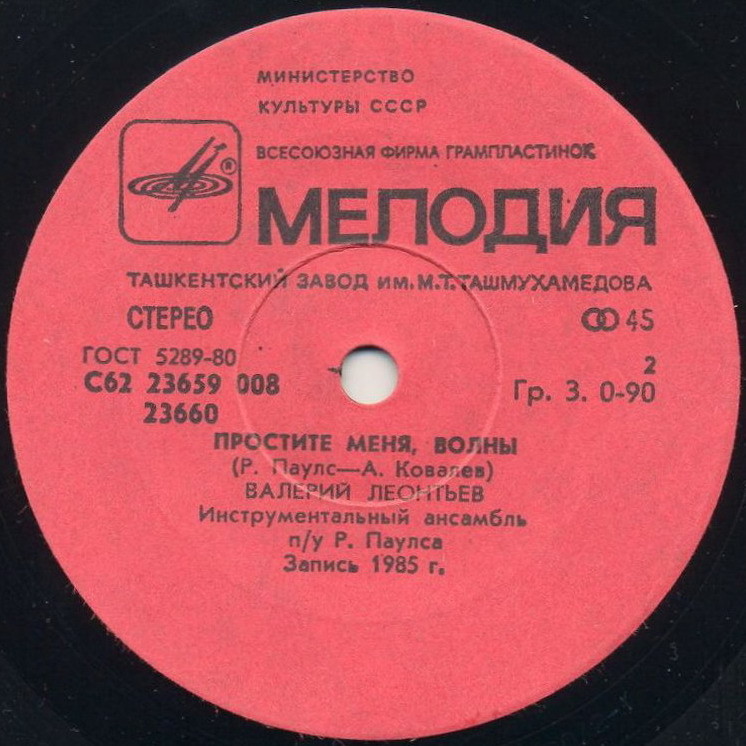 МИНИСТЕРСТВО
КУЛЬТУРЫ СССР
ВСЕСОЮЗНАЯ ФИРМА ГРАМПЛАСТИНОК
®
МЕЛОДИЯ
ТАШКЕНТСКИЙ ЗАВОД ИМ. М.Т.ТАШМУХАМЕДОВА
СТЕРЕО
45
ГОСТ 5289-80
2
С62 23659 008
Гр. 3. 0-90
23660
ПРОСТИТЕ МЕНЯ, ВОЛНЫ
(Р. Паулс—А. Ковалев)
ВАЛЕРИЙ ЛЕОНТЬЕВ
Инструментальный ансамбль
п/у Р. Паулса
Запись 1985 г.